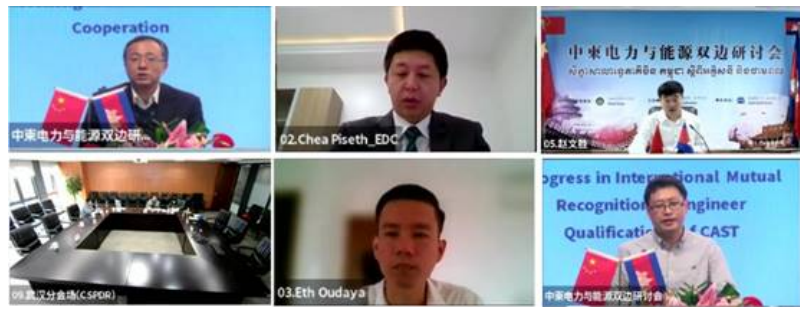 Cooperation
中柬电力与能源双边研...
02.Chea Piseth_EDC
中柬电力与能源双边研讨会
05.赵文胜
09.武汉分会场(CSPDR)
03.Eth Oudaya
ogress in International Mutual
Recognition
ngineer
Qualification
of CAST
中柬电力与能源双边研讨会